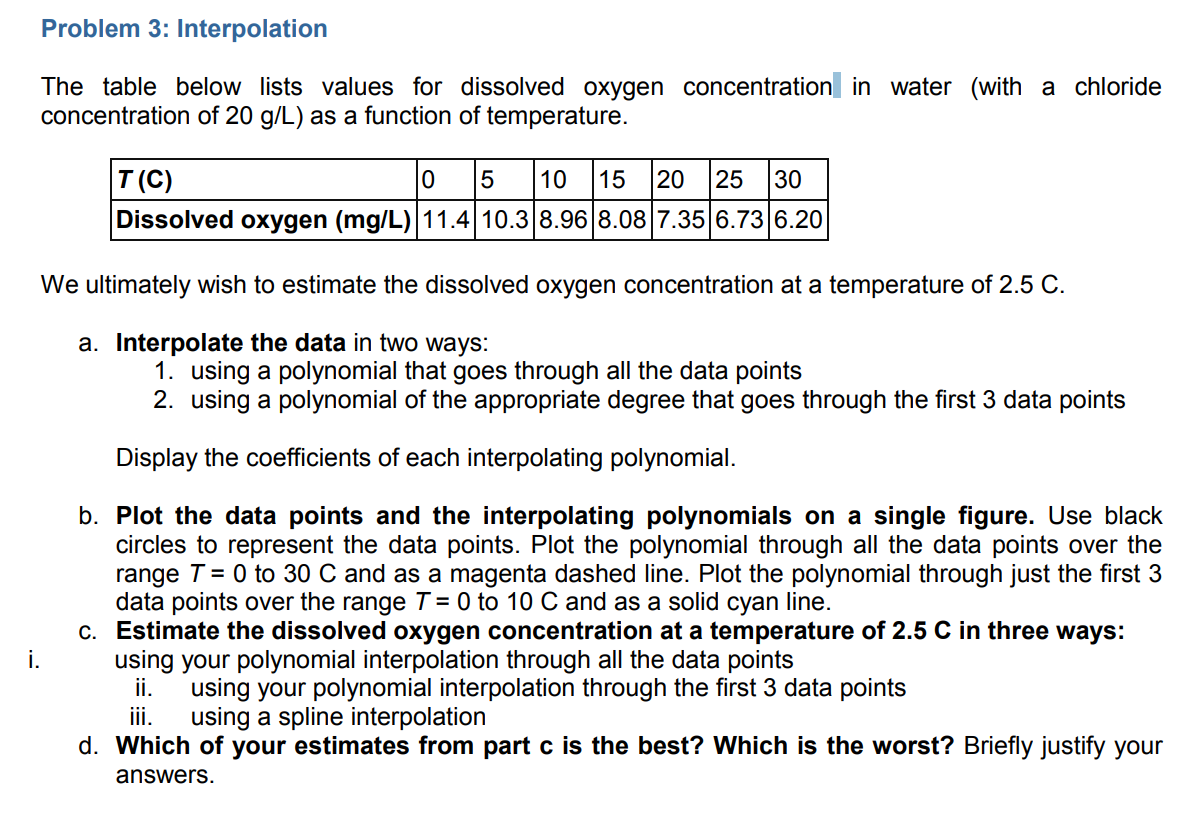 Problem 3: Interpolation
The table below lists values for dissolved oxygen concentration in water (with a chloride
concentration of 20 g/L) as a function of temperature.
T (C) 0 5 10 15 20 25 30
Dissolved oxygen (mg/L) 11.4 10.3 8.96 8.08 7.35 6.73 6.20
We ultimately wish to estimate the dissolved oxygen concentration at a temperature of 2.5 C.
a. Interpolate the data in two ways:
1. using a polynomial that goes through all the data points
2. using a polynomial of the appropriate degree that goes through the first 3 data points
Display the coefficients of each interpolating polynomial.
b. Plot the data points and the interpolating polynomials on a single figure. Use black
circles to represent the data points. Plot the polynomial through all the data points over the
range T = 0 to 30 C and as a magenta dashed line. Plot the polynomial through just the first 3
data points over the range T = 0 to 10 C and as a solid cyan line.
c. Estimate the dissolved oxygen concentration at a temperature of 2.5 C in three ways:
i. using your polynomial interpolation through all the data points
ii. using your polynomial interpolation through the first 3 data points
iii. using a spline interpolation
d. Which of your estimates from part c is the best? Which is the worst? Briefly justify your
answers.